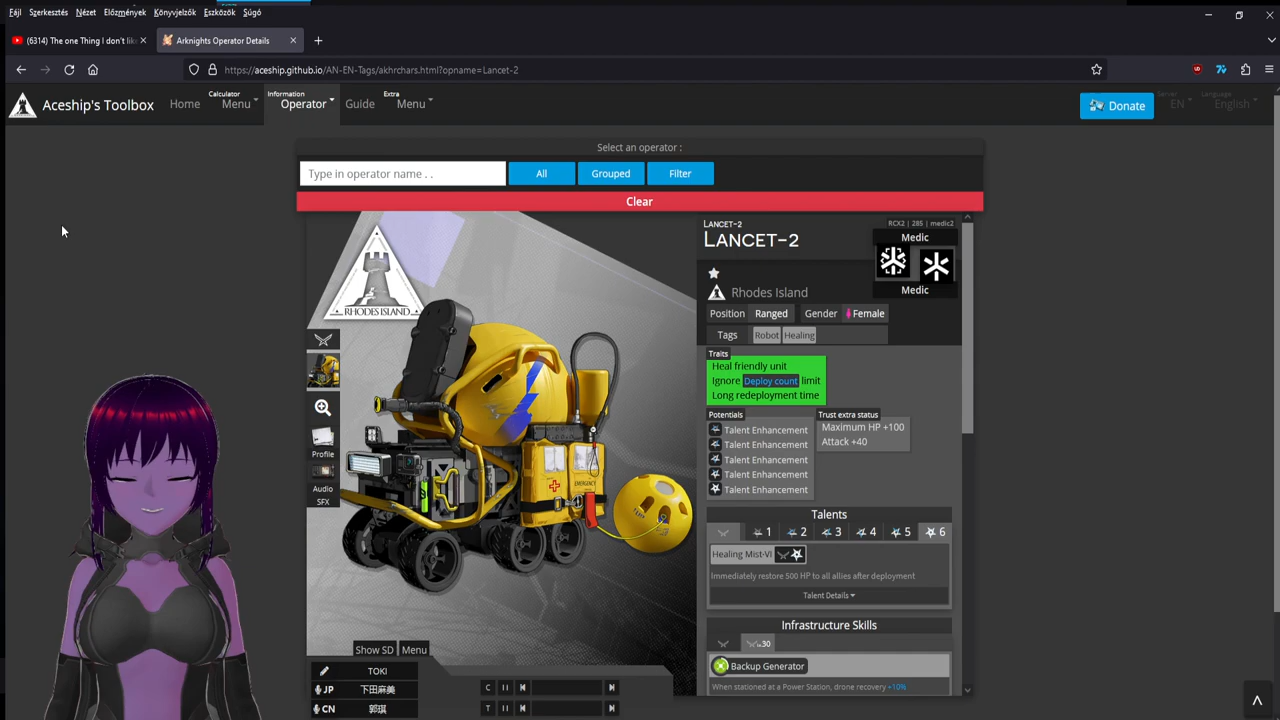 Fájl Szerkesztés Nézet Előzmények Könyvjelzők Eszközök Súgó
(6314) The one Thing I don't like
Arknights Operator Details
https://aceship.github.io/AN-EN-Tags/akhrchars.html?opname=Lancet-2
Aceship's Toolbox
Home
Calculator
Menu
Information
Operator
Guide
Extra
Menu
Donate
Server
EN
Language
English
Select an operator :
Type in operator name . .
All
Grouped
Filter
Clear
RHODES ISLAND
LANCET-2
LANCET-2
RCX2 | 285 | medic2
Medic
Medic
Rhodes Island
Position Ranged Gender Female
Tags Robot Healing
Traits
Heal friendly unit
Ignore Deploy count limit
Long redeployment time
Potentials
Talent Enhancement
Talent Enhancement
Talent Enhancement
Talent Enhancement
Talent Enhancement
Trust extra status
Maximum HP +100
Attack +40
Talents
1 2 3 4 5 6
Healing Mist-VI
Immediately restore 500 HP to all allies after deployment
Talent Details
Infrastructure Skills
Lv.30
Backup Generator
When stationed at a Power Station, drone recovery +10%
Profile
Audio
SFX
EMERGENCY
Show SD Menu
TOKI
JP 下田麻美
CN 郭琪
C
T